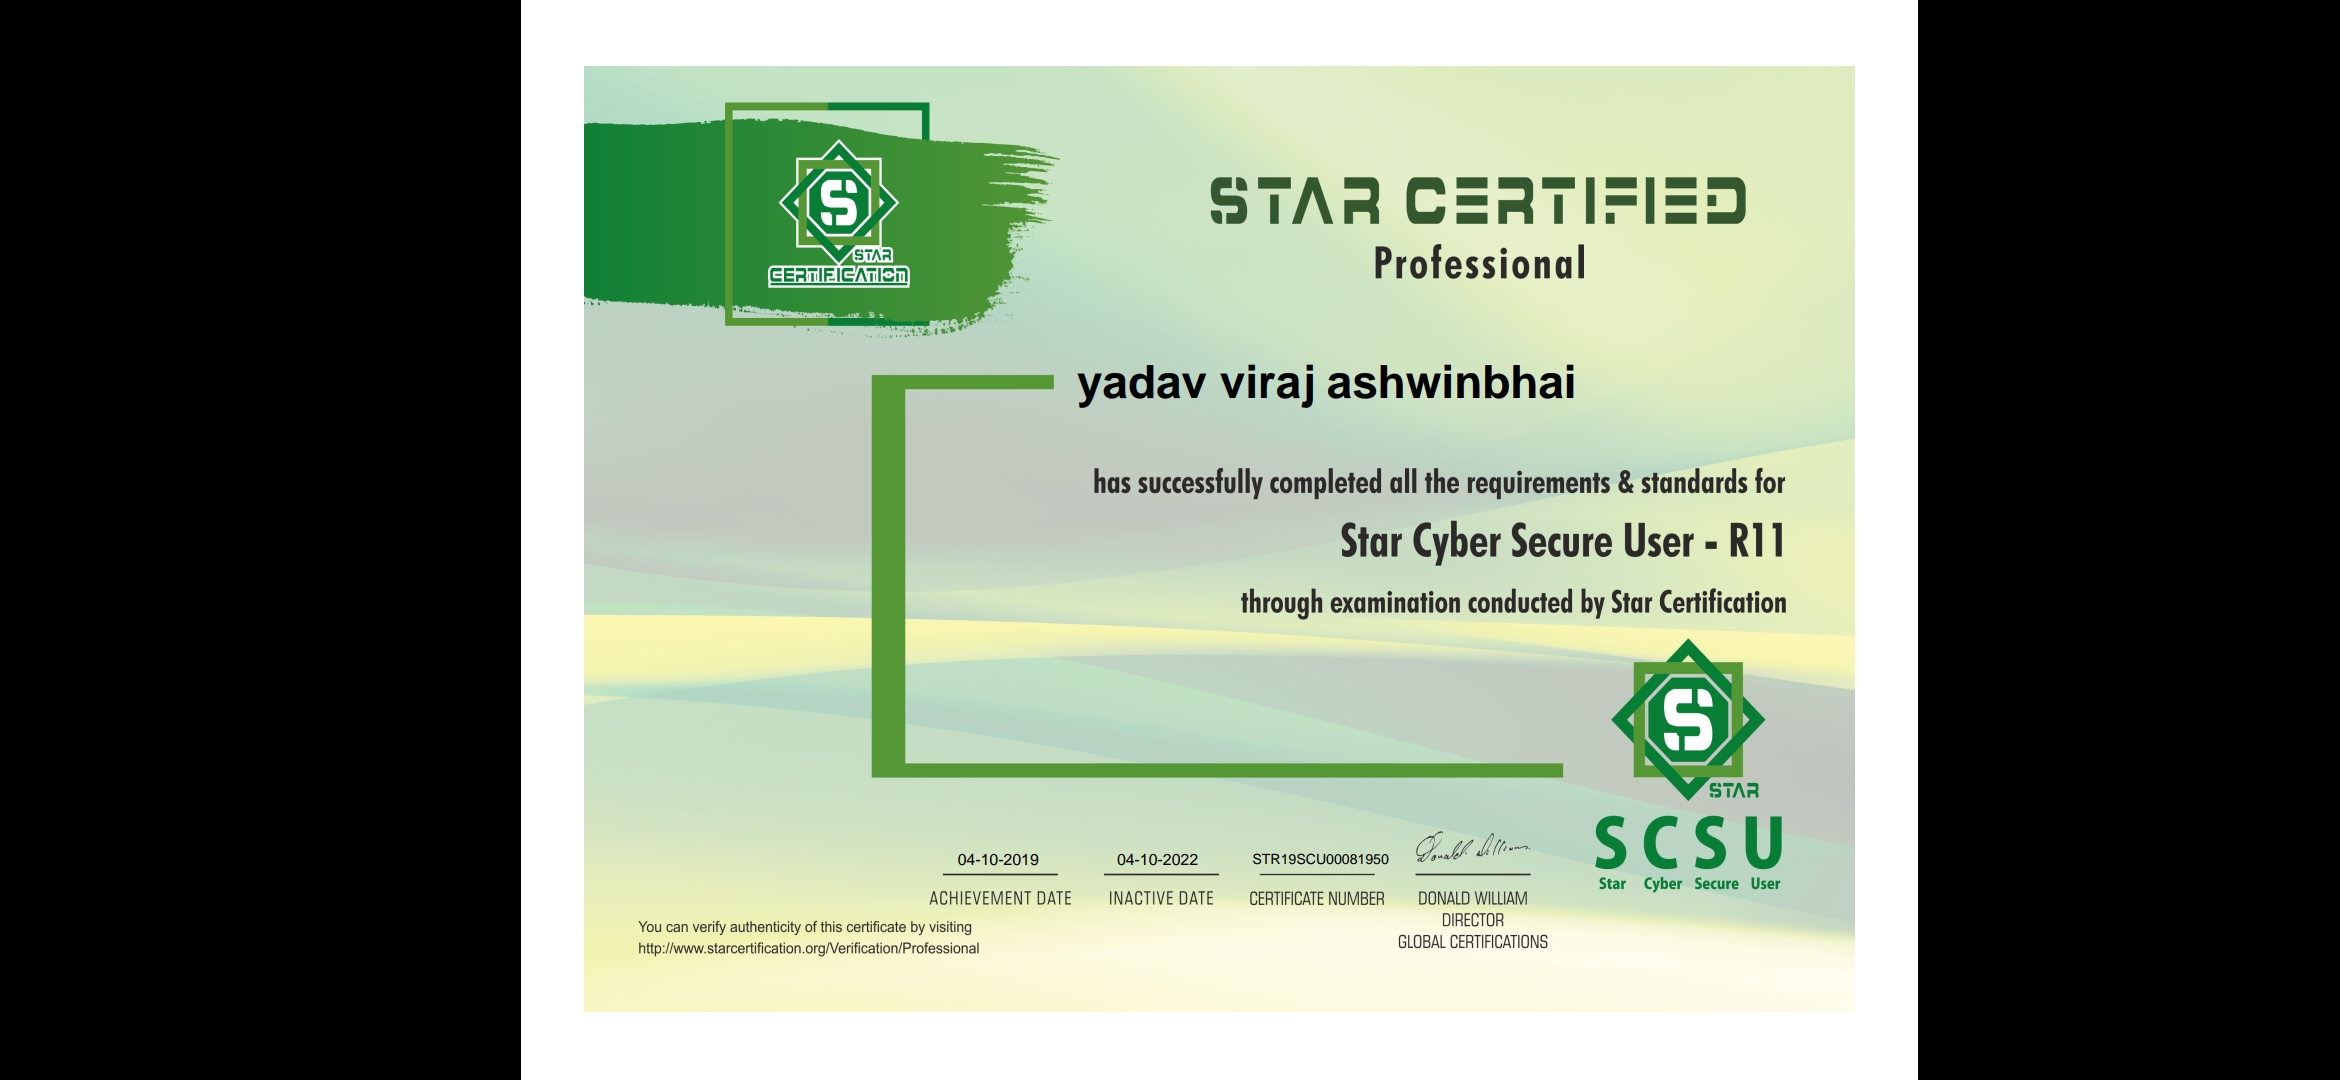 STAR
CERTIFICATION
STAR CERTIFIED
Professional
yadav viraj ashwinbhai
has successfully completed all the requirements & standards for
Star Cyber Secure User - R11
through examination conducted by Star Certification
S
STAR
SCSU
Star Cyber Secure User
04-10-2019
ACHIEVEMENT DATE
04-10-2022
INACTIVE DATE
STR19SCU00081950
CERTIFICATE NUMBER
Donald William
DONALD WILLIAM
DIRECTOR
GLOBAL CERTIFICATIONS
You can verify authenticity of this certificate by visiting
http://www.starcertification.org/Verification/Professional